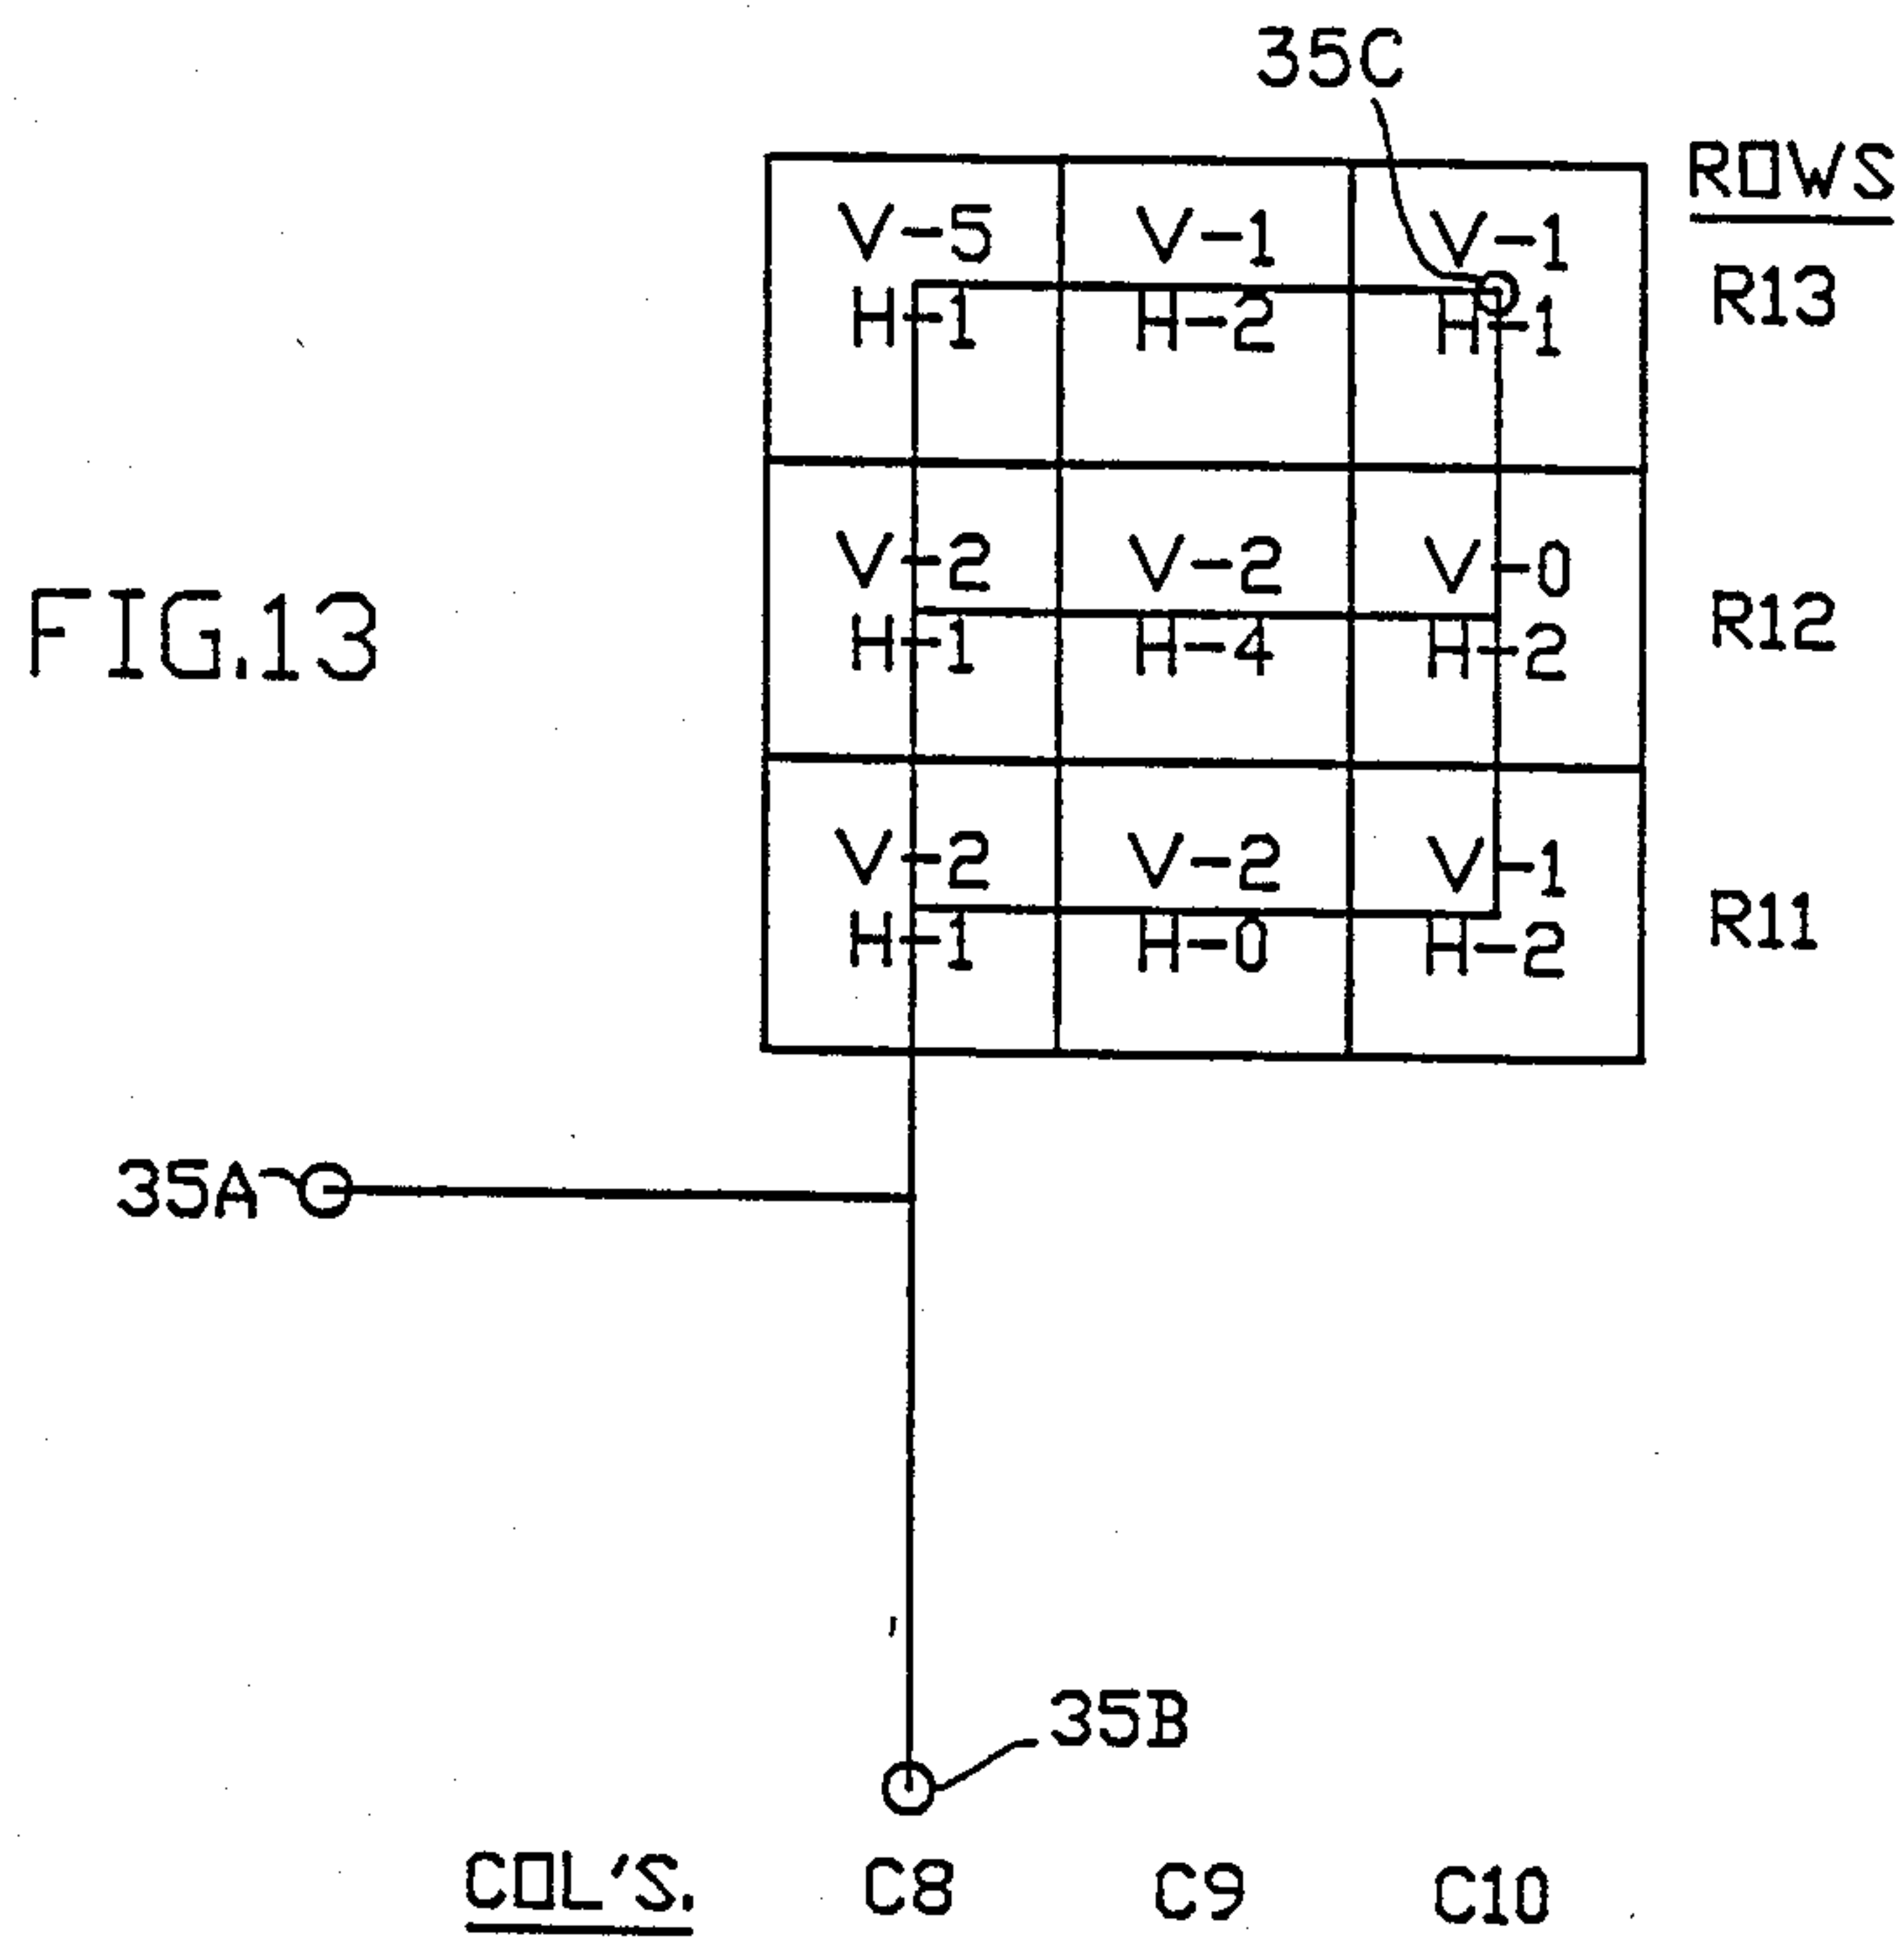 35C
ROWS
V-5 V-1 V-1
R13
H-1 H-2 H-1
V-2 V-2 V-0
FIG.13
R12
H-1 H-4 H-2
V-2 V-2 V-1
R11
H-1 H-0 H-2
35A
35B
COL'S. C8 C9 C10